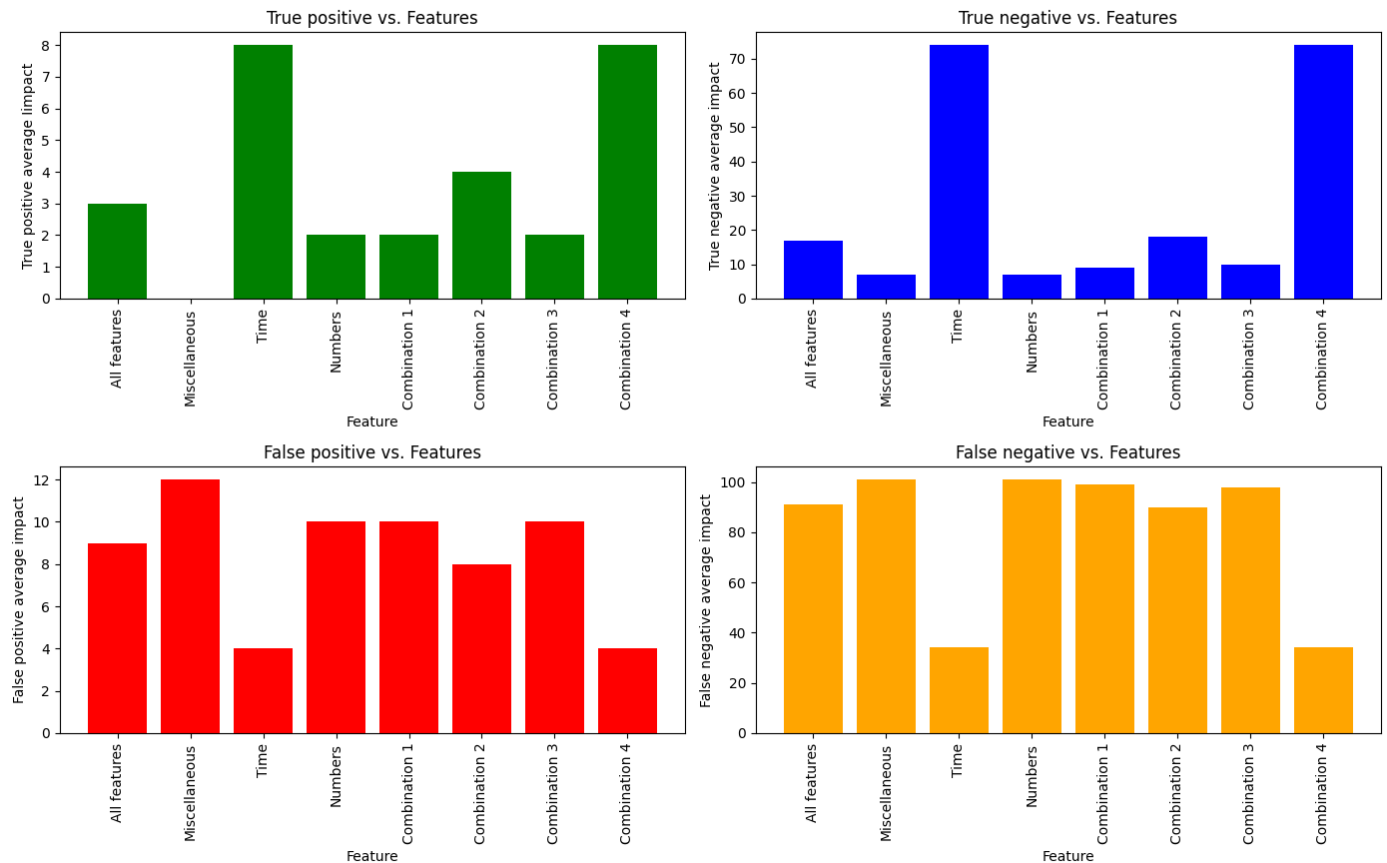 True positive vs. Features
True positive average Iimpact
8
7
6
5
4
3
2
1
0
All features
Miscellaneous
Time
Numbers
Combination 1
Combination 2
Combination 3
Combination 4
Feature
True negative vs. Features
True negative average impact
70
60
50
40
30
20
10
0
All features
Miscellaneous
Time
Numbers
Combination 1
Combination 2
Combination 3
Combination 4
Feature
False positive vs. Features
False positive average impact
12
10
8
6
4
2
0
All features
Miscellaneous
Time
Numbers
Combination 1
Combination 2
Combination 3
Combination 4
Feature
False negative vs. Features
False negative average impact
100
80
60
40
20
0
All features
Miscellaneous
Time
Numbers
Combination 1
Combination 2
Combination 3
Combination 4
Feature